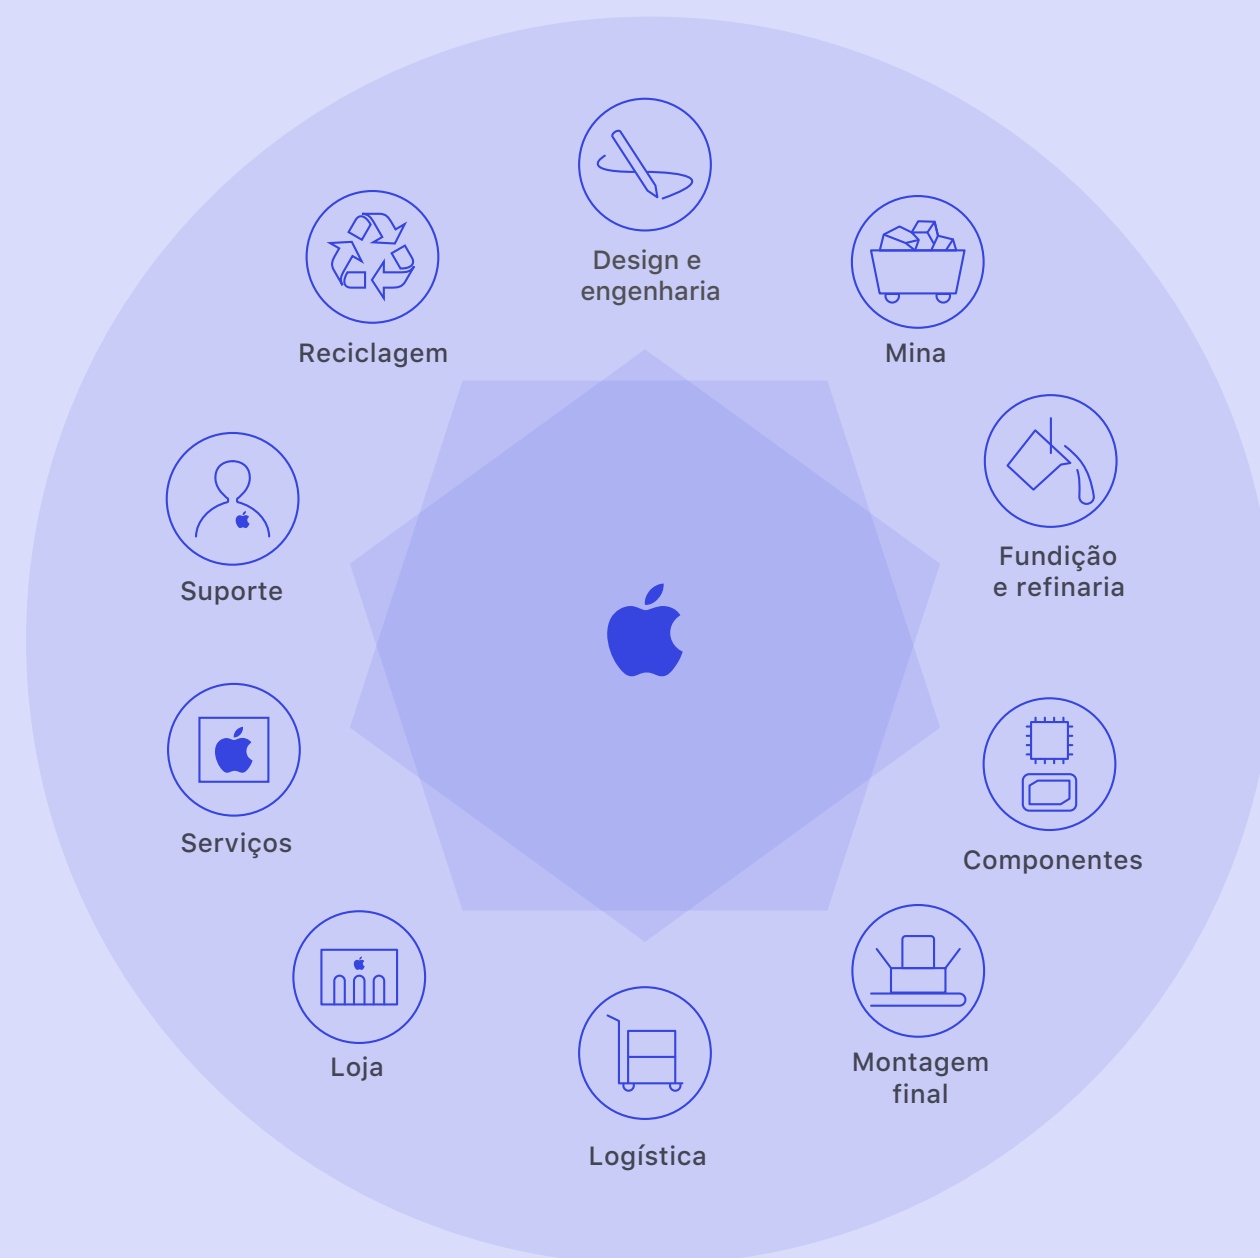 Design e
engenharia
Mina
Fundição
e refinaria
Componentes
Montagem
final
Logística
Loja
Serviços
Suporte
Reciclagem